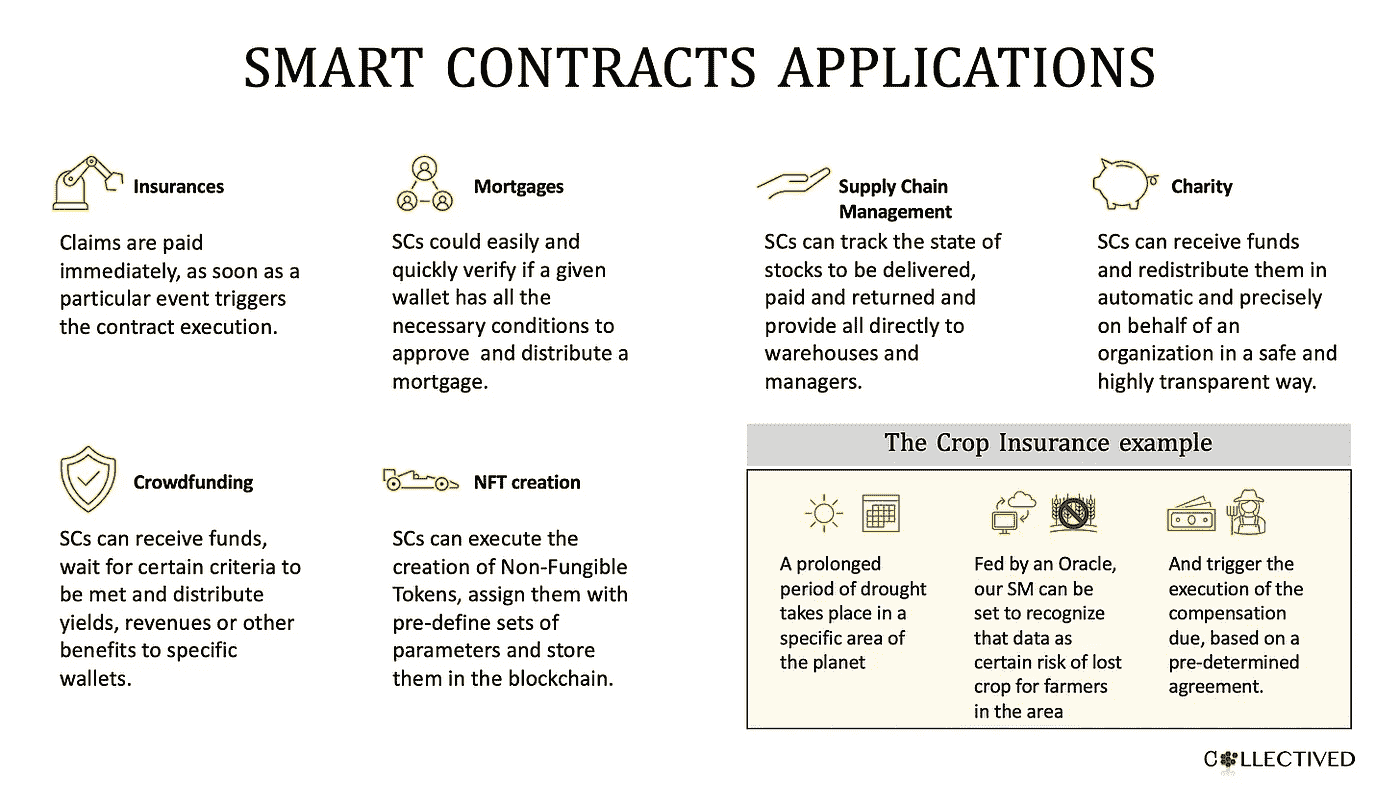 SMART CONTRACTS APPLICATIONS
Insurances
Claims are paid
immediately, as soon as a
particular event triggers
the contract execution.
Mortgages
SCs could easily and
quickly verify if a given
wallet has all the
necessary conditions to
approve  and distribute a
mortgage.
Supply Chain
Management
SCs can track the state of
stocks to be delivered,
paid and returned and
provide all directly to
warehouses and
managers.
Charity
SCs can receive funds
and redistribute them in
automatic and precisely
on behalf of an
organization in a safe and
highly transparent way.
Crowdfunding
SCs can receive funds,
wait for certain criteria to
be met and distribute
yields, revenues or other
benefits to specific
wallets.
NFT creation
SCs can execute the
creation of Non-Fungible
Tokens, assign them with
pre-define sets of
parameters and store
them in the blockchain.
The Crop Insurance example
A prolonged
period of drought
takes place in a
specific area of
the planet
Fed by an Oracle,
our SM can be
set to recognize
that data as
certain risk of lost
crop for farmers
in the area
And trigger the
execution of the
compensation
due, based on a
pre-determined
agreement.
COLLECTIVED